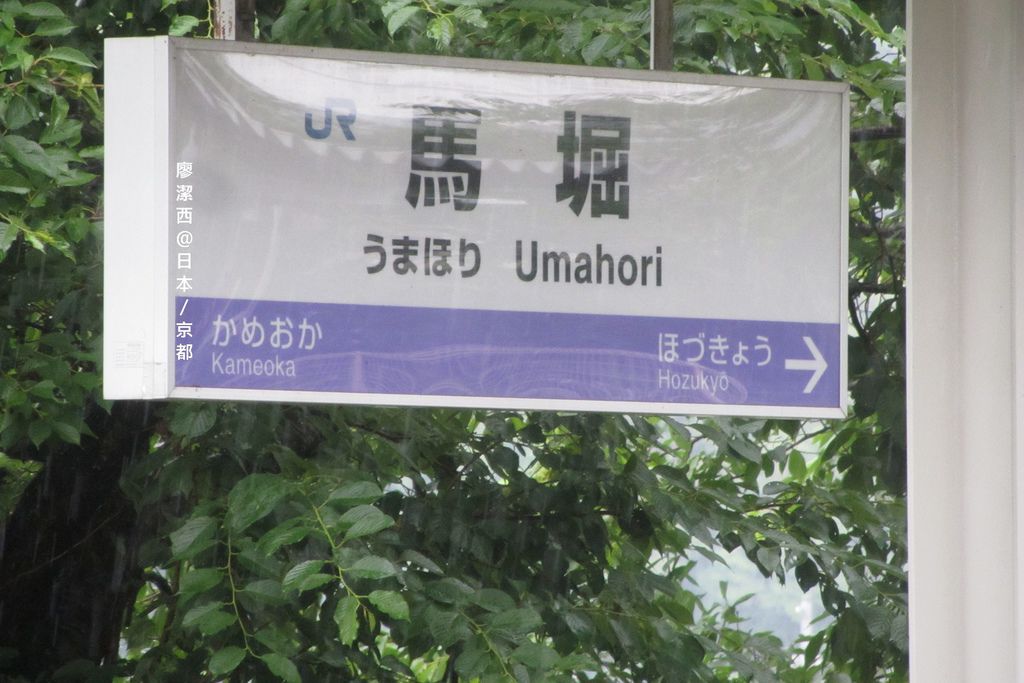 JR
馬堀
うまほり Umahori
かめおか
Kameoka
ほづきょう
Hozukyō
→
廖潔西@日本/京都